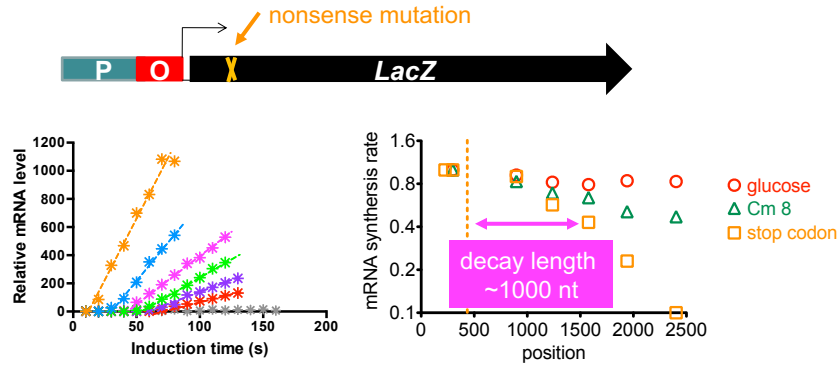 nonsense mutation
P O LacZ
1200
1000
800
600
400
200
0
0 50 100 150 200
Relative mRNA level
Induction time (s)
1.6
0.8
0.4
0.2
0.1
0 500 1000 1500 2000 2500
mRNA synthersis rate
position
decay length
~1000 nt
glucose
Cm 8
stop codon